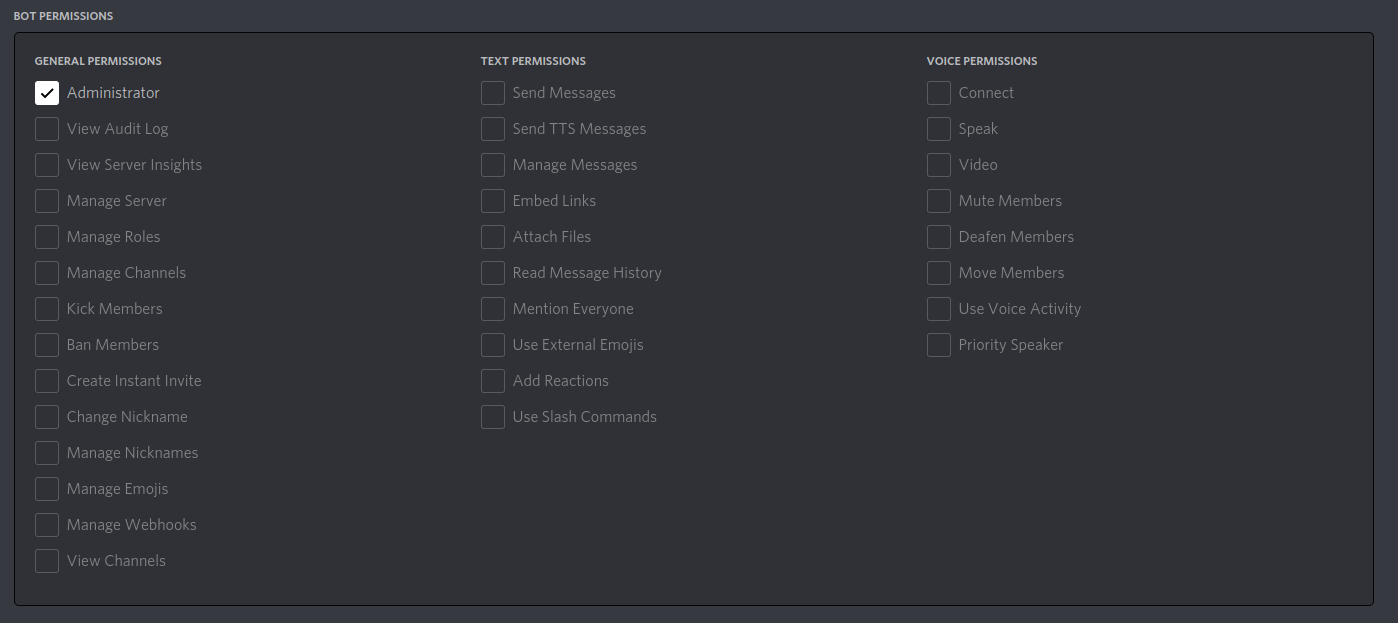 BOT PERMISSIONS
GENERAL PERMISSIONS
Administrator
View Audit Log
View Server Insights
Manage Server
Manage Roles
Manage Channels
Kick Members
Ban Members
Create Instant Invite
Change Nickname
Manage Nicknames
Manage Emojis
Manage Webhooks
View Channels
TEXT PERMISSIONS
Send Messages
Send TTS Messages
Manage Messages
Embed Links
Attach Files
Read Message History
Mention Everyone
Use External Emojis
Add Reactions
Use Slash Commands
VOICE PERMISSIONS
Connect
Speak
Video
Mute Members
Deafen Members
Move Members
Use Voice Activity
Priority Speaker